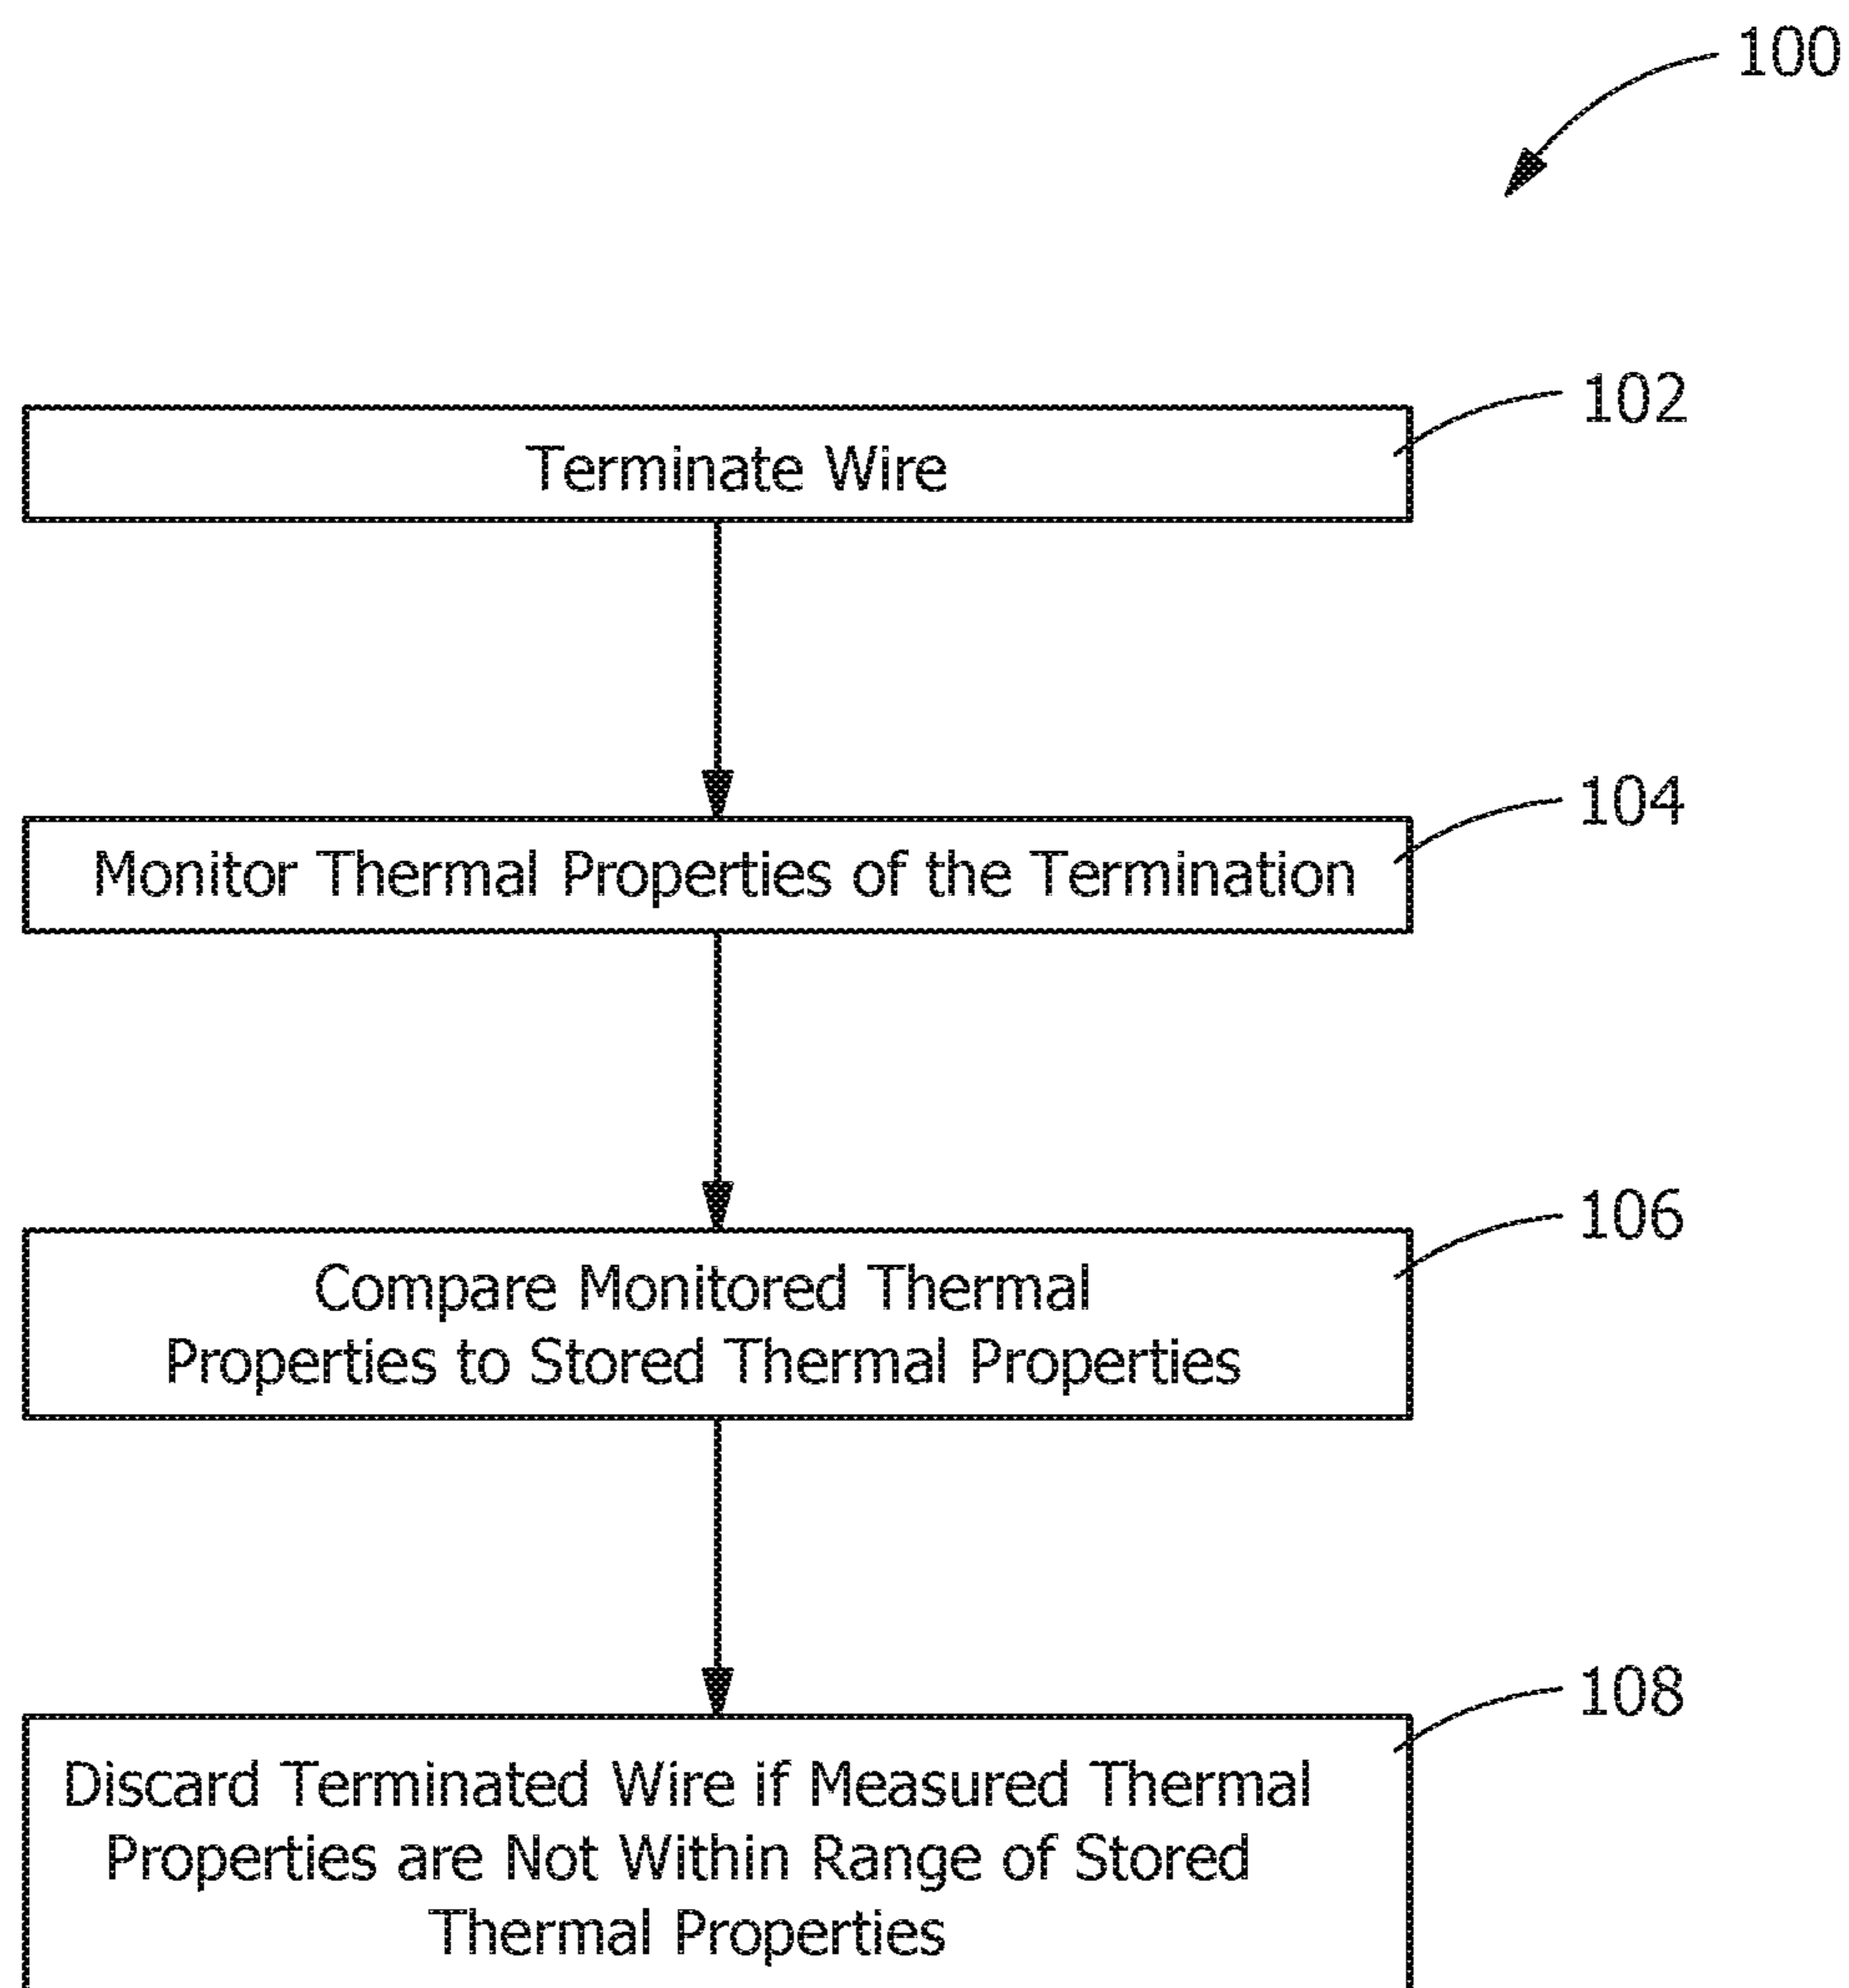 100
102
Terminate Wire
104
Monitor Thermal Properties of the Termination
106
Compare Monitored Thermal
Properties to Stored Thermal Properties
108
Discard Terminated Wire if Measured Thermal
Properties are Not Within Range of Stored
Thermal Properties